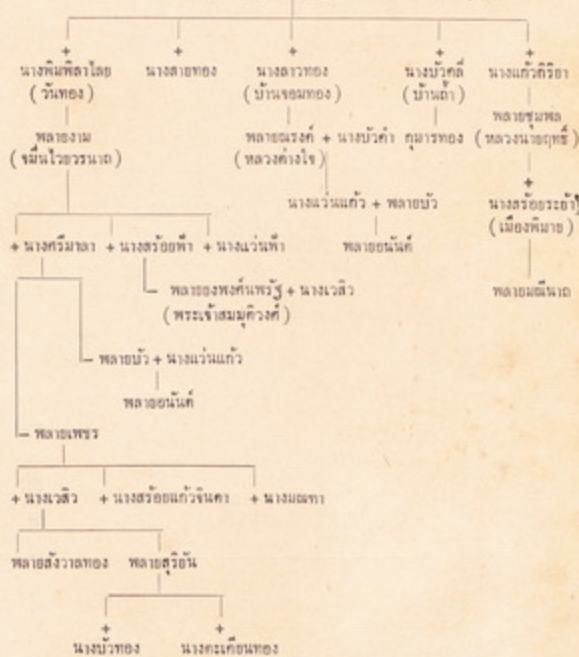 + + + + +
นางพิมพิลาไลย นางสายทอง นางลาวทอง นางบัวคลี่ นางแก้วกิริยา
(วันทอง) (บ้านจอมทอง) (บ้านถ้ำ)
พลายงาม พลายณรงค์ + นางบัวคำ กุมารทอง พลายชุมพล
(จมื่นไวยวรนาถ) (หลวงต่างใจ) (หลวงนายฤทธิ์)
+
นางแว่นแก้ว + พลายบัว นางสร้อยระย้า
(เมืองพิมาย)
+ นางศรีมาลา + นางสร้อยฟ้า + นางแว่นฟ้า พลายอนันต์
พลายมณีนาถ
พลายยงพงศ์นพรัฐ + นางเวสิว
(พระเจ้าสมมุติวงศ์)
พลายบัว + นางแว่นแก้ว
พลายอนันต์
พลายเพชร
+ นางเวสิว + นางสร้อยแก้วจินดา + นางมณฑา
พลายสังวาลทอง พลายสุริยัน
+ +
นางบัวทอง นางตะเคียนทอง